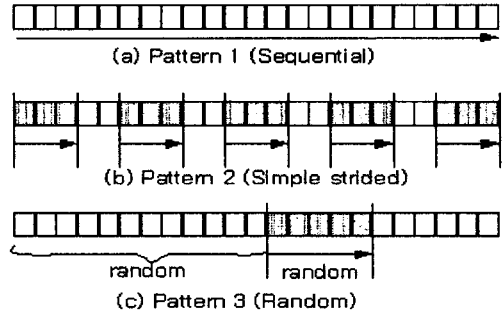 (a) Pattern 1 (Sequential)
(b) Pattern 2 (Simple strided)
random random
(c) Pattern 3 (Random)